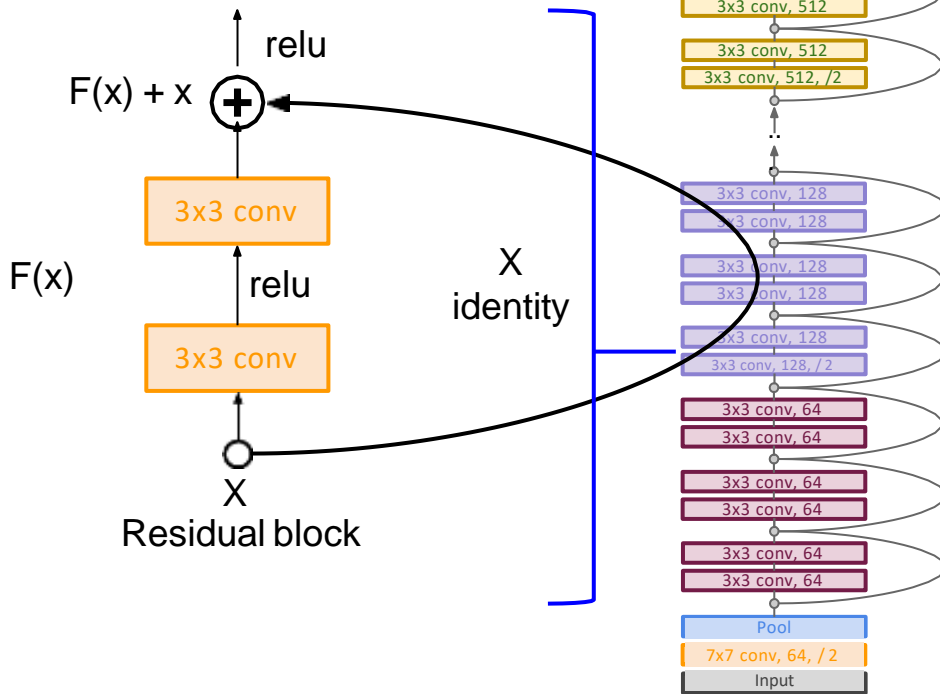 relu
F(x) + x
3x3 conv
F(x)
relu
3x3 conv
X
Residual block
X
identity
3x3 conv, 512
3x3 conv, 512
3x3 conv, 512, /2
..
.
3x3 conv, 128
3x3 conv, 128
3x3 conv, 128
3x3 conv, 128
3x3 conv, 128
3x3 conv, 128, / 2
3x3 conv, 64
3x3 conv, 64
3x3 conv, 64
3x3 conv, 64
3x3 conv, 64
3x3 conv, 64
Pool
7x7 conv, 64, / 2
Input